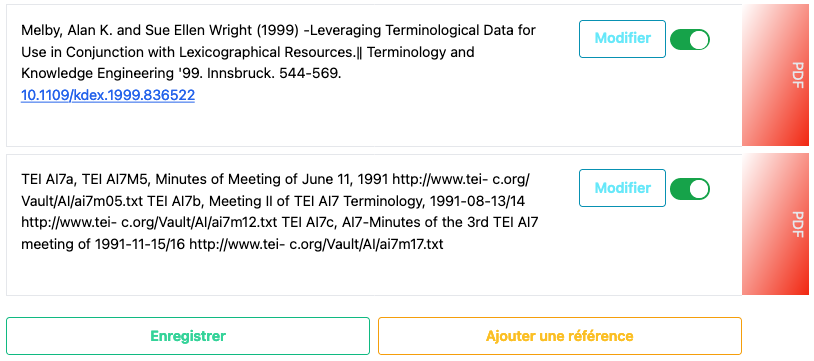 Melby, Alan K. and Sue Ellen Wright (1999) -Leveraging Terminological Data for
Use in Conjunction with Lexicographical Resources.‖ Terminology and
Knowledge Engineering '99. Innsbruck. 544-569.
10.1109/kdex.1999.836522
Modifier
PDF
TEI AI7a, TEI AI7M5, Minutes of Meeting of June 11, 1991 http://www.tei- c.org/
Vault/AI/ai7m05.txt TEI AI7b, Meeting II of TEI AI7 Terminology, 1991-08-13/14
http://www.tei- c.org/Vault/AI/ai7m12.txt TEI AI7c, AI7-Minutes of the 3rd TEI AI7
meeting of 1991-11-15/16 http://www.tei- c.org/Vault/AI/ai7m17.txt
Modifier
PDF
Enregistrer
Ajouter une référence